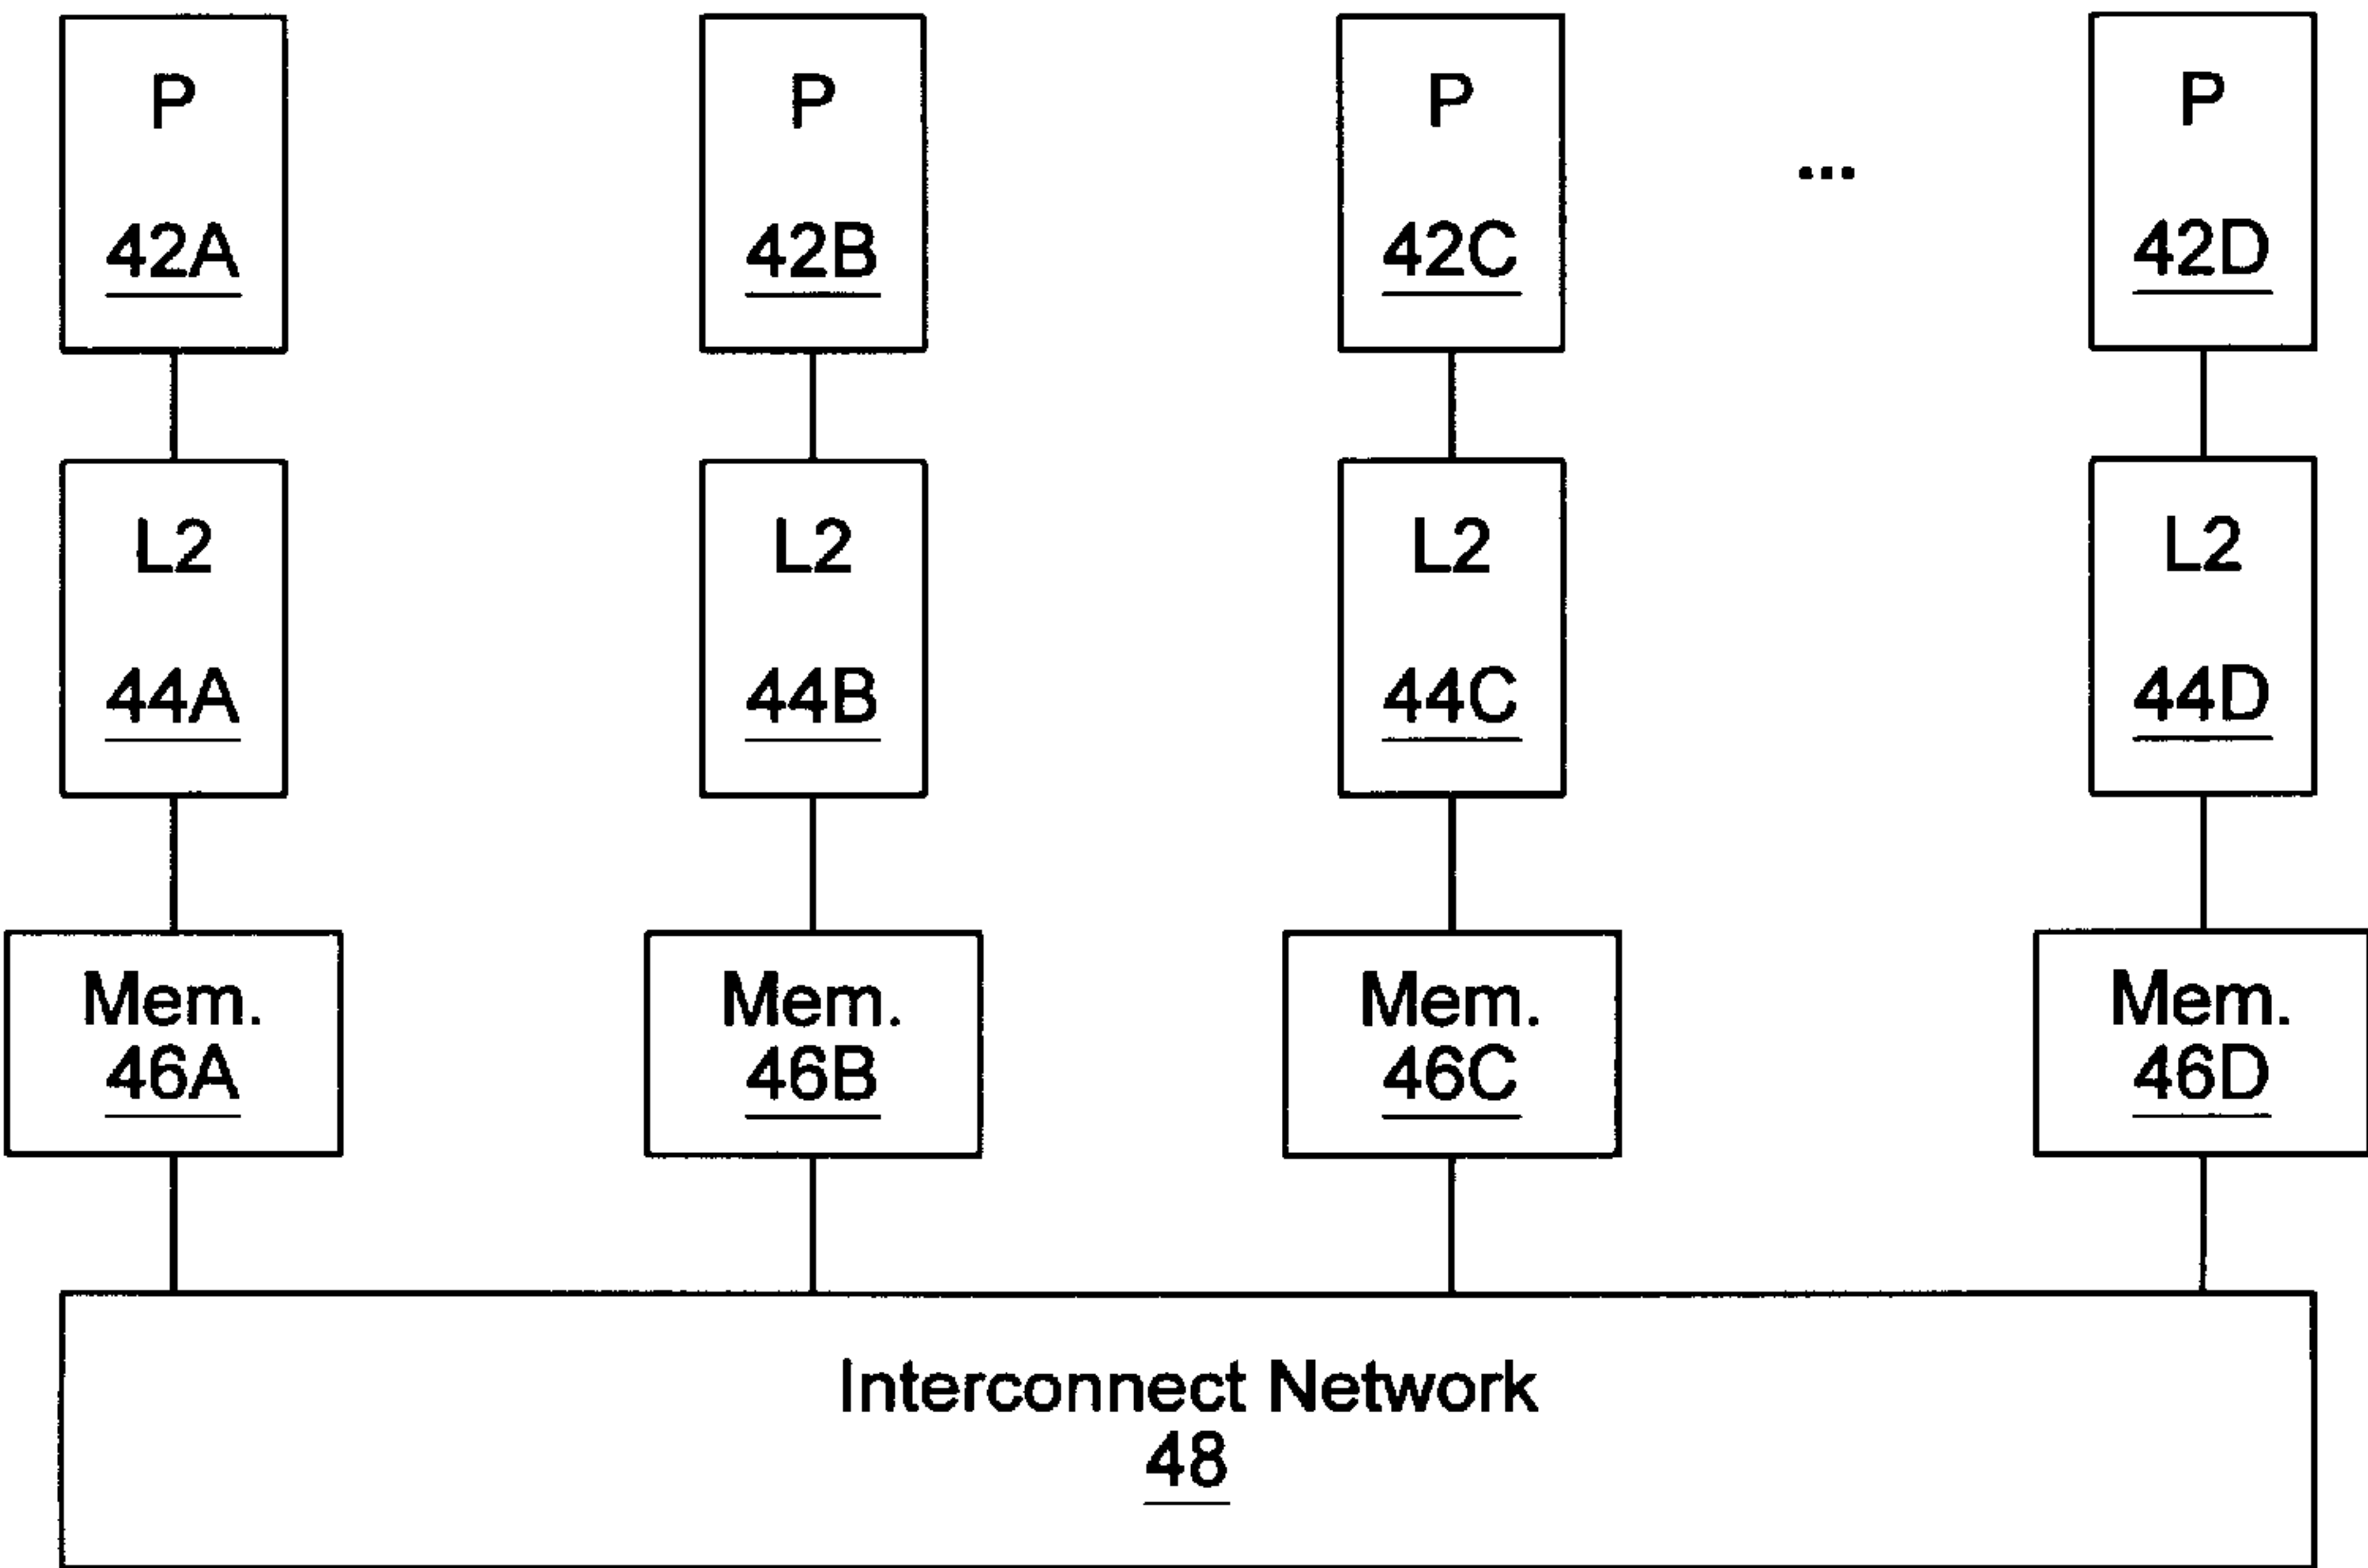 P P P P
...
42A 42B 42C 42D
L2 L2 L2 L2
44A 44B 44C 44D
Mem. Mem. Mem. Mem.
46A 46B 46C 46D
Interconnect Network
48